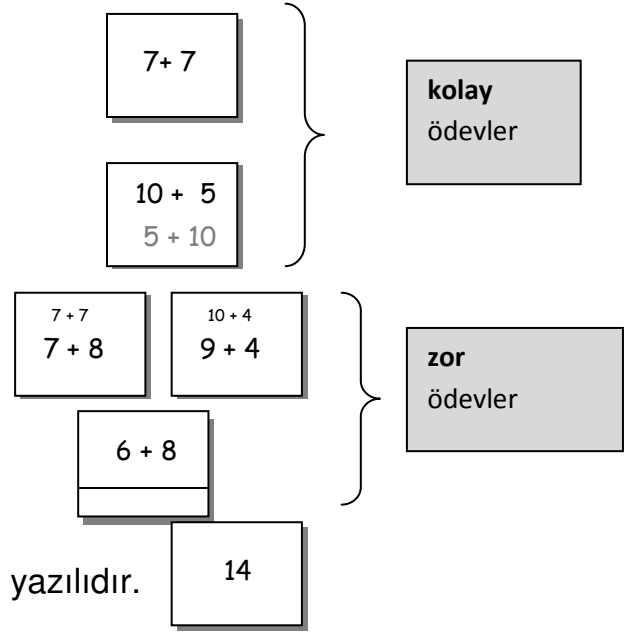 7+ 7
kolay
ödevler
10 + 5
5 + 10
7 + 7
7 + 8
10 + 4
9 + 4
zor
ödevler
6 + 8
14
yazılıdır.